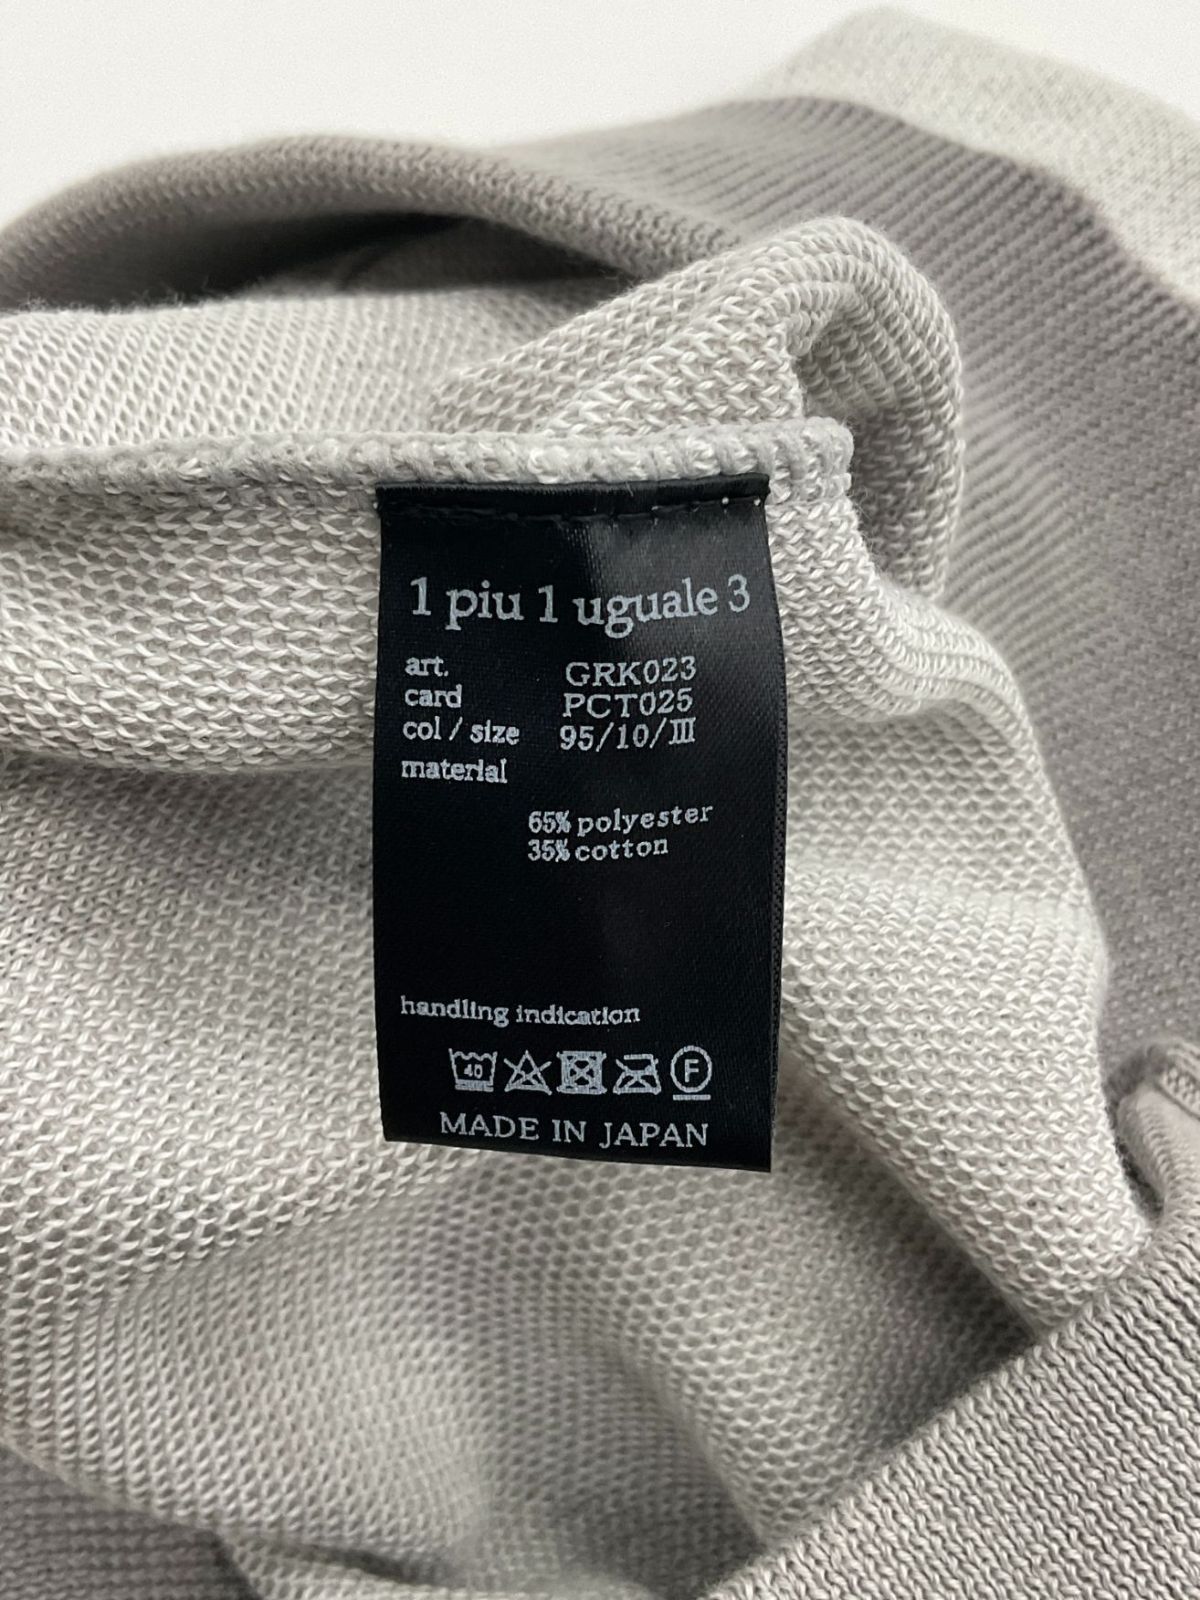 1 piu 1 uguale 3
art. GRK023
card PCT025
col / size 95/10/Ⅲ
material
65% polyester
35% cotton
handling indication
40 F
MADE IN JAPAN